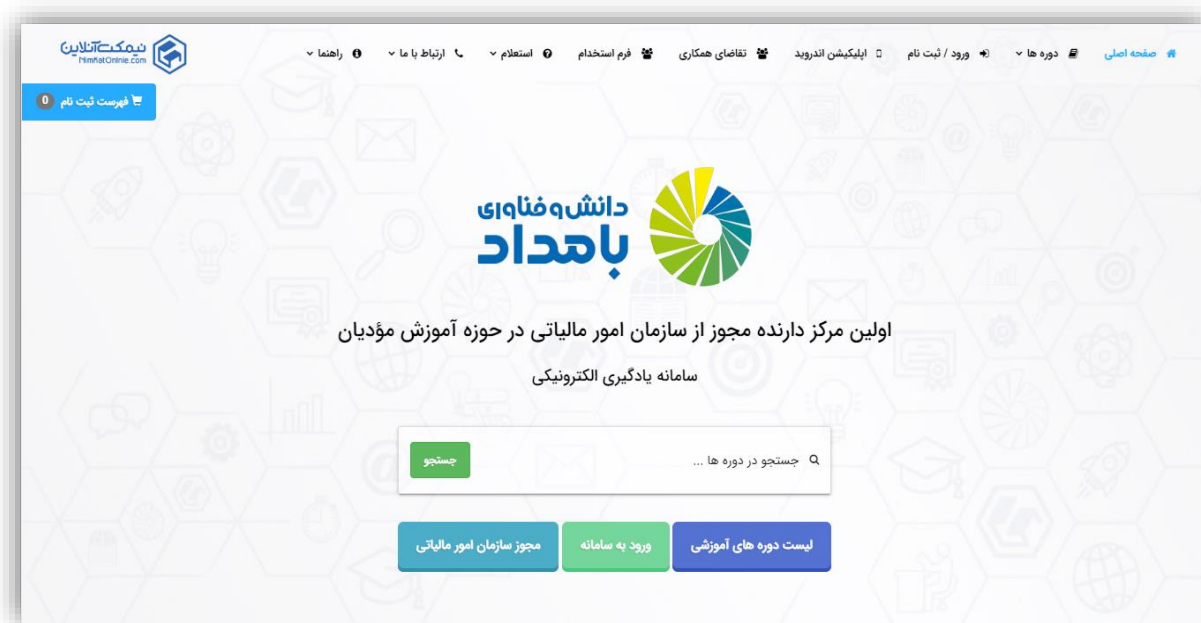 صفحه اصلی دوره ها ورود / ثبت نام اپلیکیشن اندروید تقاضای همکاری فرم استخدام استعلام ارتباط با ما راهنما
نیمکت آنلاین
NimkatOnlnie.com
فهرست ثبت نام 0
دانش و فناوری
بامداد
اولین مرکز دارنده مجوز از سازمان امور مالیاتی در حوزه آموزش مؤدیان
سامانه یادگیری الکترونیکی
جستجو در دوره ها ... جستجو
لیست دوره های آموزشی ورود به سامانه مجوز سازمان امور مالیاتی